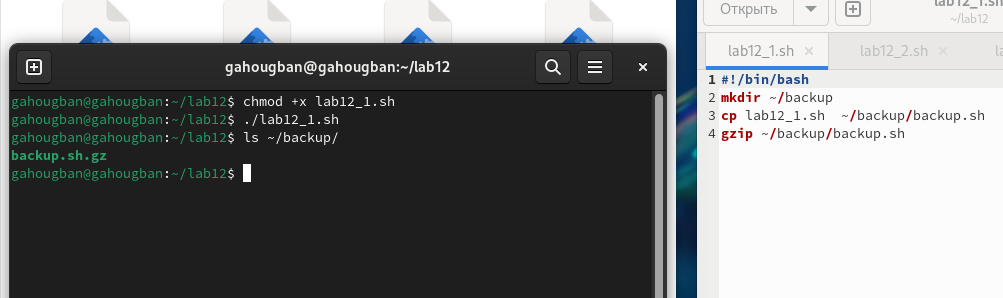 gahougban@gahougban:~/lab12
gahougban@gahougban:~/lab12$ chmod +x lab12_1.sh
gahougban@gahougban:~/lab12$ ./lab12_1.sh
gahougban@gahougban:~/lab12$ ls ~/backup/
backup.sh.gz
gahougban@gahougban:~/lab12$
Открыть
lab12_1.sh
~/lab12
lab12_1.sh
lab12_2.sh
1 #!/bin/bash
2 mkdir ~/backup
3 cp lab12_1.sh  ~/backup/backup.sh
4 gzip ~/backup/backup.sh